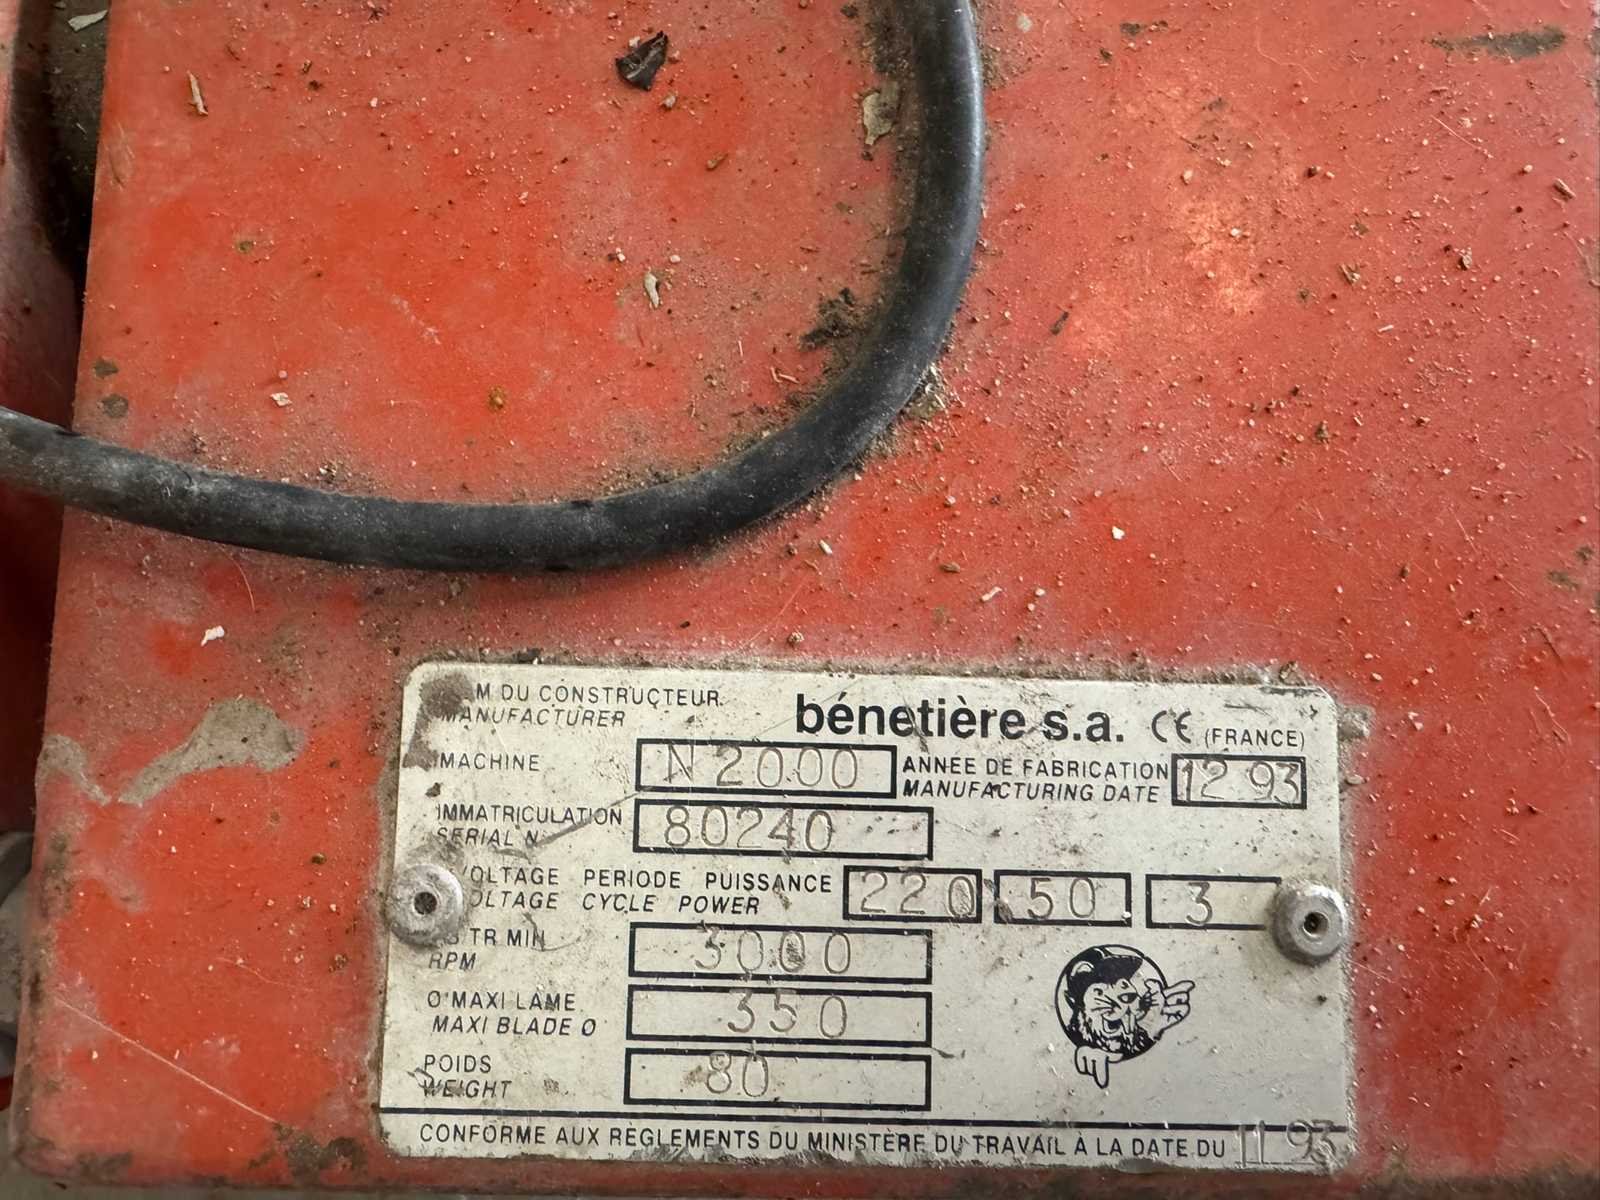 M DU CONSTRUCTEUR
MANUFACTURER
bénetière s.a. CE (FRANCE)
MACHINE N 2000
ANNEE DE FABRICATION
MANUFACTURING DATE 12 93
IMMATRICULATION
SERIAL N 80240
VOLTAGE PERIODE PUISSANCE
VOLTAGE CYCLE POWER 220 50 3
TR MIN
RPM 3000
O MAXI LAME
MAXI BLADE O 350
POIDS
WEIGHT 80
CONFORME AUX RÈGLEMENTS DU MINISTÈRE DU TRAVAIL À LA DATE DU 11 93